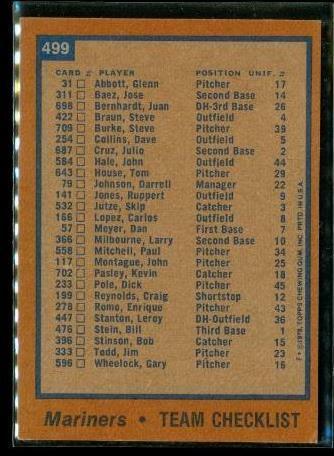 499
CARD # PLAYER POSITION UNIF. #
31 Abbott, Glenn Pitcher 17
311 Baez, Jose Second Base 14
698 Bernhardt, Juan DH-3rd Base 26
422 Braun, Steve Outfield 4
709 Burke, Steve Pitcher 39
254 Collins, Dave Outfield 5
687 Cruz, Julio Second Base 2
584 Hale, John Outfield 44
643 House, Tom Pitcher 29
79 Johnson, Darrell Manager 22
141 Jones, Ruppert Outfield 9
532 Jutze, Skip Catcher 3
166 Lopez, Carlos Outfield 8
57 Meyer, Dan First Base 7
366 Milbourne, Larry Second Base 10
558 Mitchell, Paul Pitcher 34
117 Montague, John Pitcher 25
702 Pasley, Kevin Catcher 18
233 Pole, Dick Pitcher 45
199 Reynolds, Craig Shortstop 12
278 Romo, Enrique Pitcher 43
447 Stanton, Leroy DH-Outfield 36
476 Stein, Bill Third Base 1
396 Stinson, Bob Catcher 15
333 Todd, Jim Pitcher 23
596 Wheelock, Gary Pitcher 16
F* ©1978, TOPPS CHEWING GUM, INC. PRTD. IN U.S.A.
Mariners • TEAM CHECKLIST